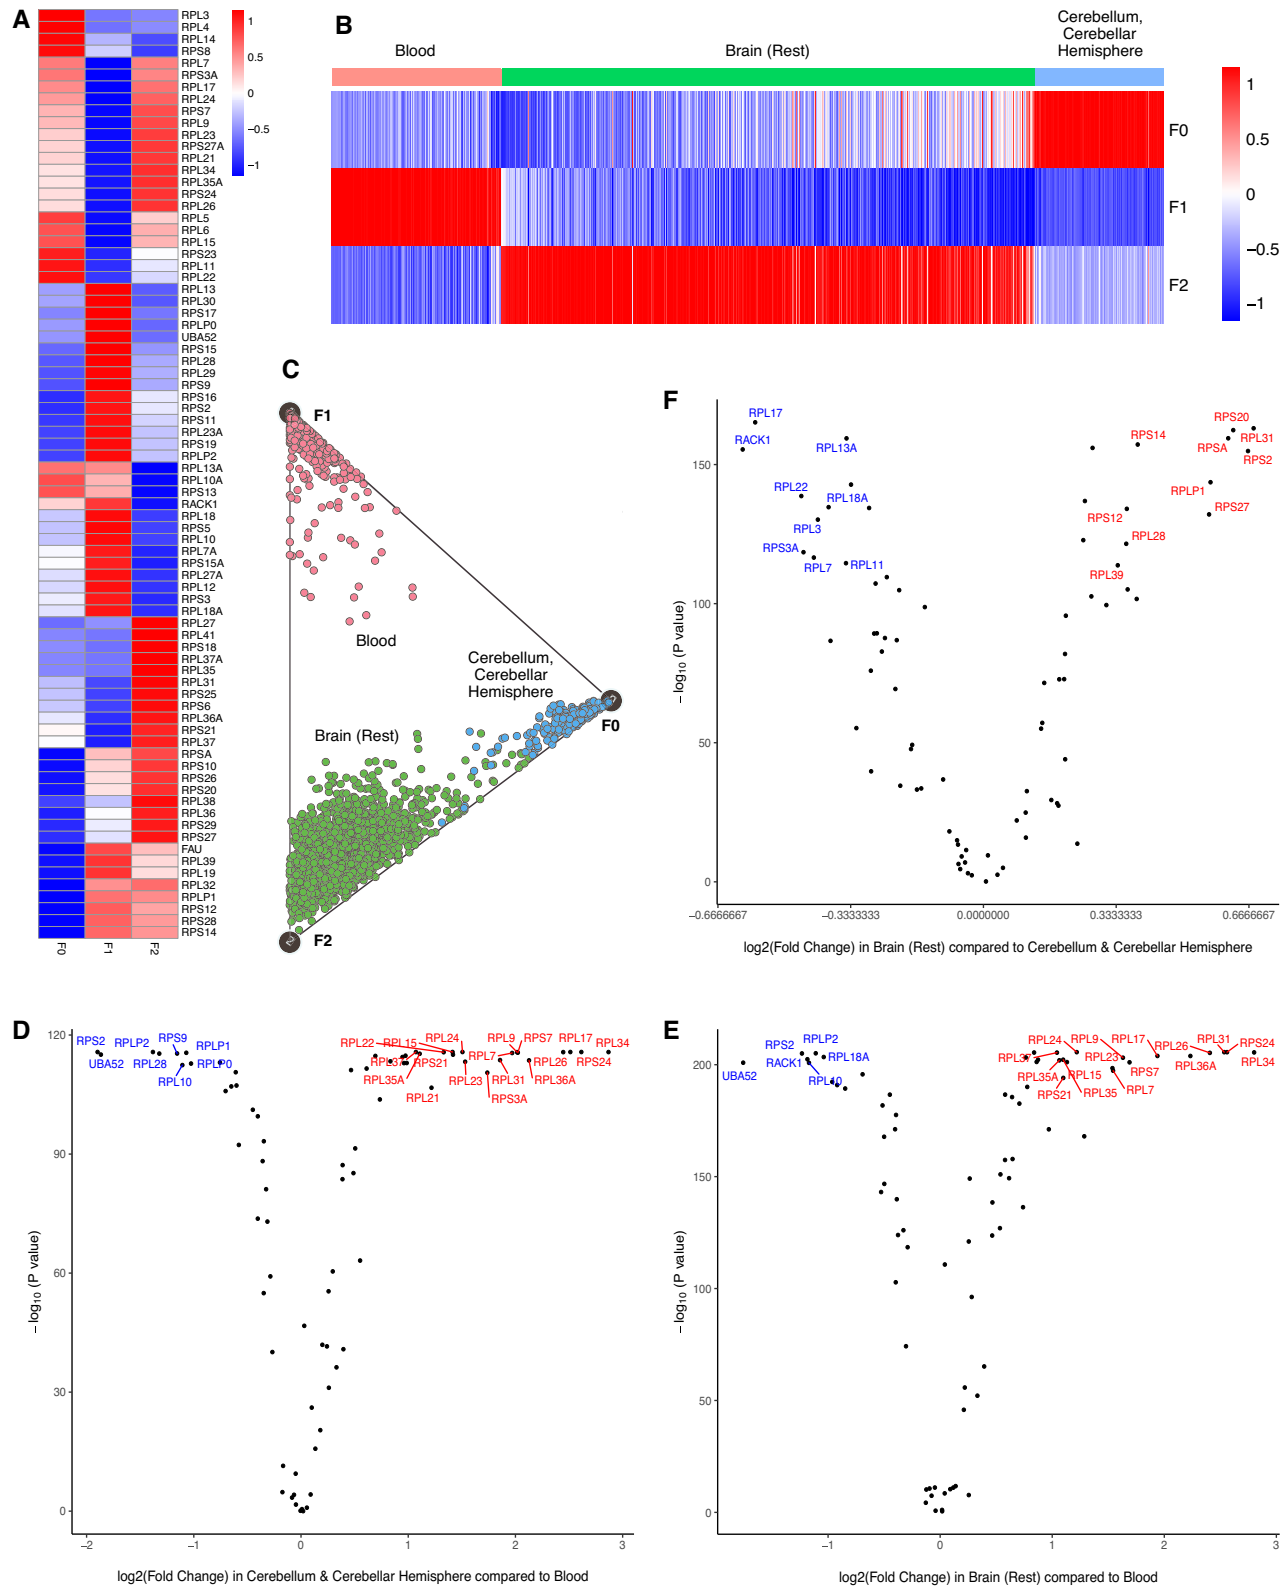 A
RPL3
RPL4
RPL14
RPS8
RPL7
RPS3A
RPL17
RPL24
RPS7
RPL9
RPL23
RPS27A
RPL21
RPL34
RPL35A
RPS24
RPL26
RPL5
RPL6
RPL15
RPS23
RPL11
RPL22
RPL13
RPL30
RPS17
RPLP0
UBA52
RPS15
RPL28
RPL29
RPS9
RPS16
RPS2
RPS11
RPL23A
RPS19
RPLP2
RPL13A
RPL10A
RPS13
RACK1
RPL18
RPS5
RPL10
RPL7A
RPS15A
RPL27A
RPL12
RPS3
RPL18A
RPL27
RPL41
RPS18
RPL37A
RPL35
RPL31
RPS25
RPS6
RPL36A
RPS21
RPL37
RPSA
RPS10
RPS26
RPS20
RPL38
RPL36
RPS29
RPS27
FAU
RPL39
RPL19
RPL32
RPLP1
RPS12
RPS28
RPS14
F0 F1 F2
1
0.5
0
−0.5
−1
B
Blood
Brain (Rest)
Cerebellum,
Cerebellar
Hemisphere
F0
F1
F2
1
0.5
0
−0.5
−1
C
F1
Blood
Cerebellum,
Cerebellar
Hemisphere
F0
Brain (Rest)
F2
F
RPL17
RACK1
RPL13A
RPL22
RPL18A
RPL3
RPS3A
RPL7
RPL11
RPS14
RPS20
RPSA
RPL31
RPS2
RPLP1
RPS27
RPS12
RPL28
RPL39
150
100
50
0
−log10 (P value)
−0.6666667 −0.3333333 0.0000000 0.3333333 0.6666667
log2(Fold Change) in Brain (Rest) compared to Cerebellum & Cerebellar Hemisphere
D
RPS2
UBA52
RPLP2
RPL28
RPS9
RPL10
RPLP1
RPLP0
RPL22
RPL15
RPL24
RPL9
RPS7
RPL17
RPL34
RPL37
RPS21
RPL7
RPL26
RPS24
RPL35A
RPL23
RPL31
RPL36A
RPL21
RPS3A
120
90
60
30
0
−log10 (P value)
−2 −1 0 1 2 3
log2(Fold Change) in Cerebellum & Cerebellar Hemisphere compared to Blood
E
RPS2
RPLP2
RACK1
RPL18A
UBA52
RPL10
RPL24
RPL9
RPL17
RPL31
RPS24
RPL37
RPL23
RPL26
RPL34
RPL36A
RPL35A
RPL15
RPS7
RPS21
RPL35
RPL7
200
150
100
50
0
−log10 (P value)
−1 0 1 2 3
log2(Fold Change) in Brain (Rest) compared to Blood